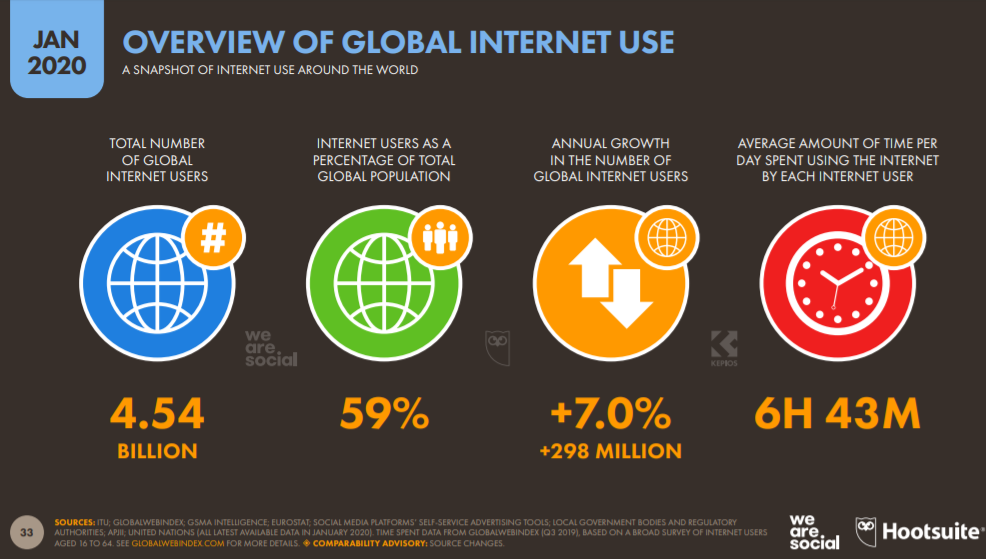 JAN
2020
OVERVIEW OF GLOBAL INTERNET USE
A SNAPSHOT OF INTERNET USE AROUND THE WORLD
TOTAL NUMBER
OF GLOBAL
INTERNET USERS
INTERNET USERS AS A
PERCENTAGE OF TOTAL
GLOBAL POPULATION
ANNUAL GROWTH
IN THE NUMBER OF
GLOBAL INTERNET USERS
AVERAGE AMOUNT OF TIME PER
DAY SPENT USING THE INTERNET
BY EACH INTERNET USER
#
we
are
social
KEPIOS
4.54
BILLION
59%
+7.0%
+298 MILLION
6H 43M
33
SOURCES: ITU; GLOBALWEBINDEX; GSMA INTELLIGENCE; EUROSTAT; SOCIAL MEDIA PLATFORMS' SELF-SERVICE ADVERTISING TOOLS; LOCAL GOVERNMENT BODIES AND REGULATORY
AUTHORITIES; APJII; UNITED NATIONS (ALL LATEST AVAILABLE DATA IN JANUARY 2020). TIME SPENT DATA FROM GLOBALWEBINDEX (Q3 2019), BASED ON A BROAD SURVEY OF INTERNET USERS
AGED 16 TO 64. SEE GLOBALWEBINDEX.COM FOR MORE DETAILS. ◈ COMPARABILITY ADVISORY: SOURCE CHANGES.
we
are
social
Hootsuite®